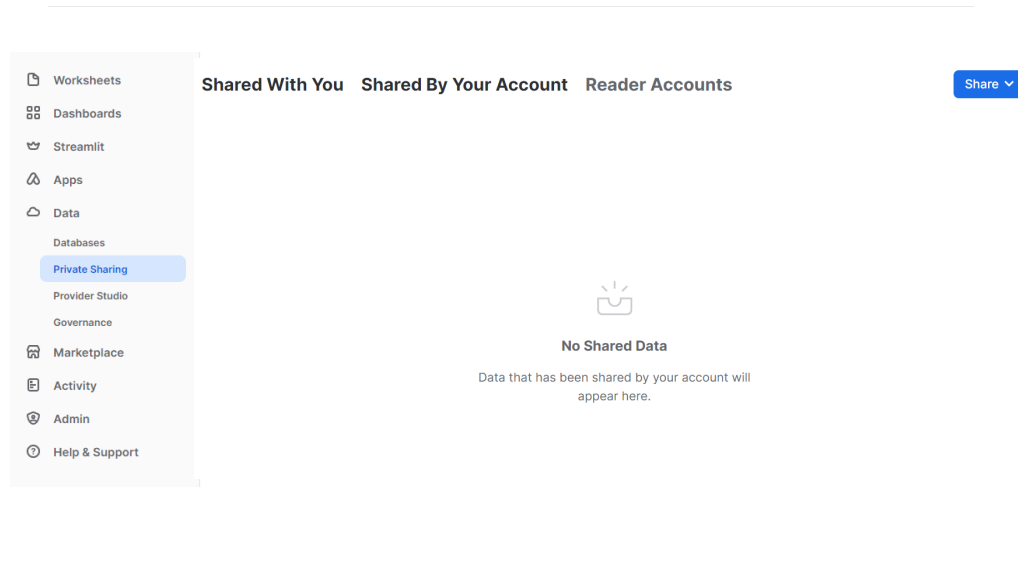 Worksheets
Dashboards
Streamlit
Apps
Data
Databases
Private Sharing
Provider Studio
Governance
Marketplace
Activity
Admin
Help & Support
Shared With You Shared By Your Account Reader Accounts
Share
No Shared Data
Data that has been shared by your account will
appear here.